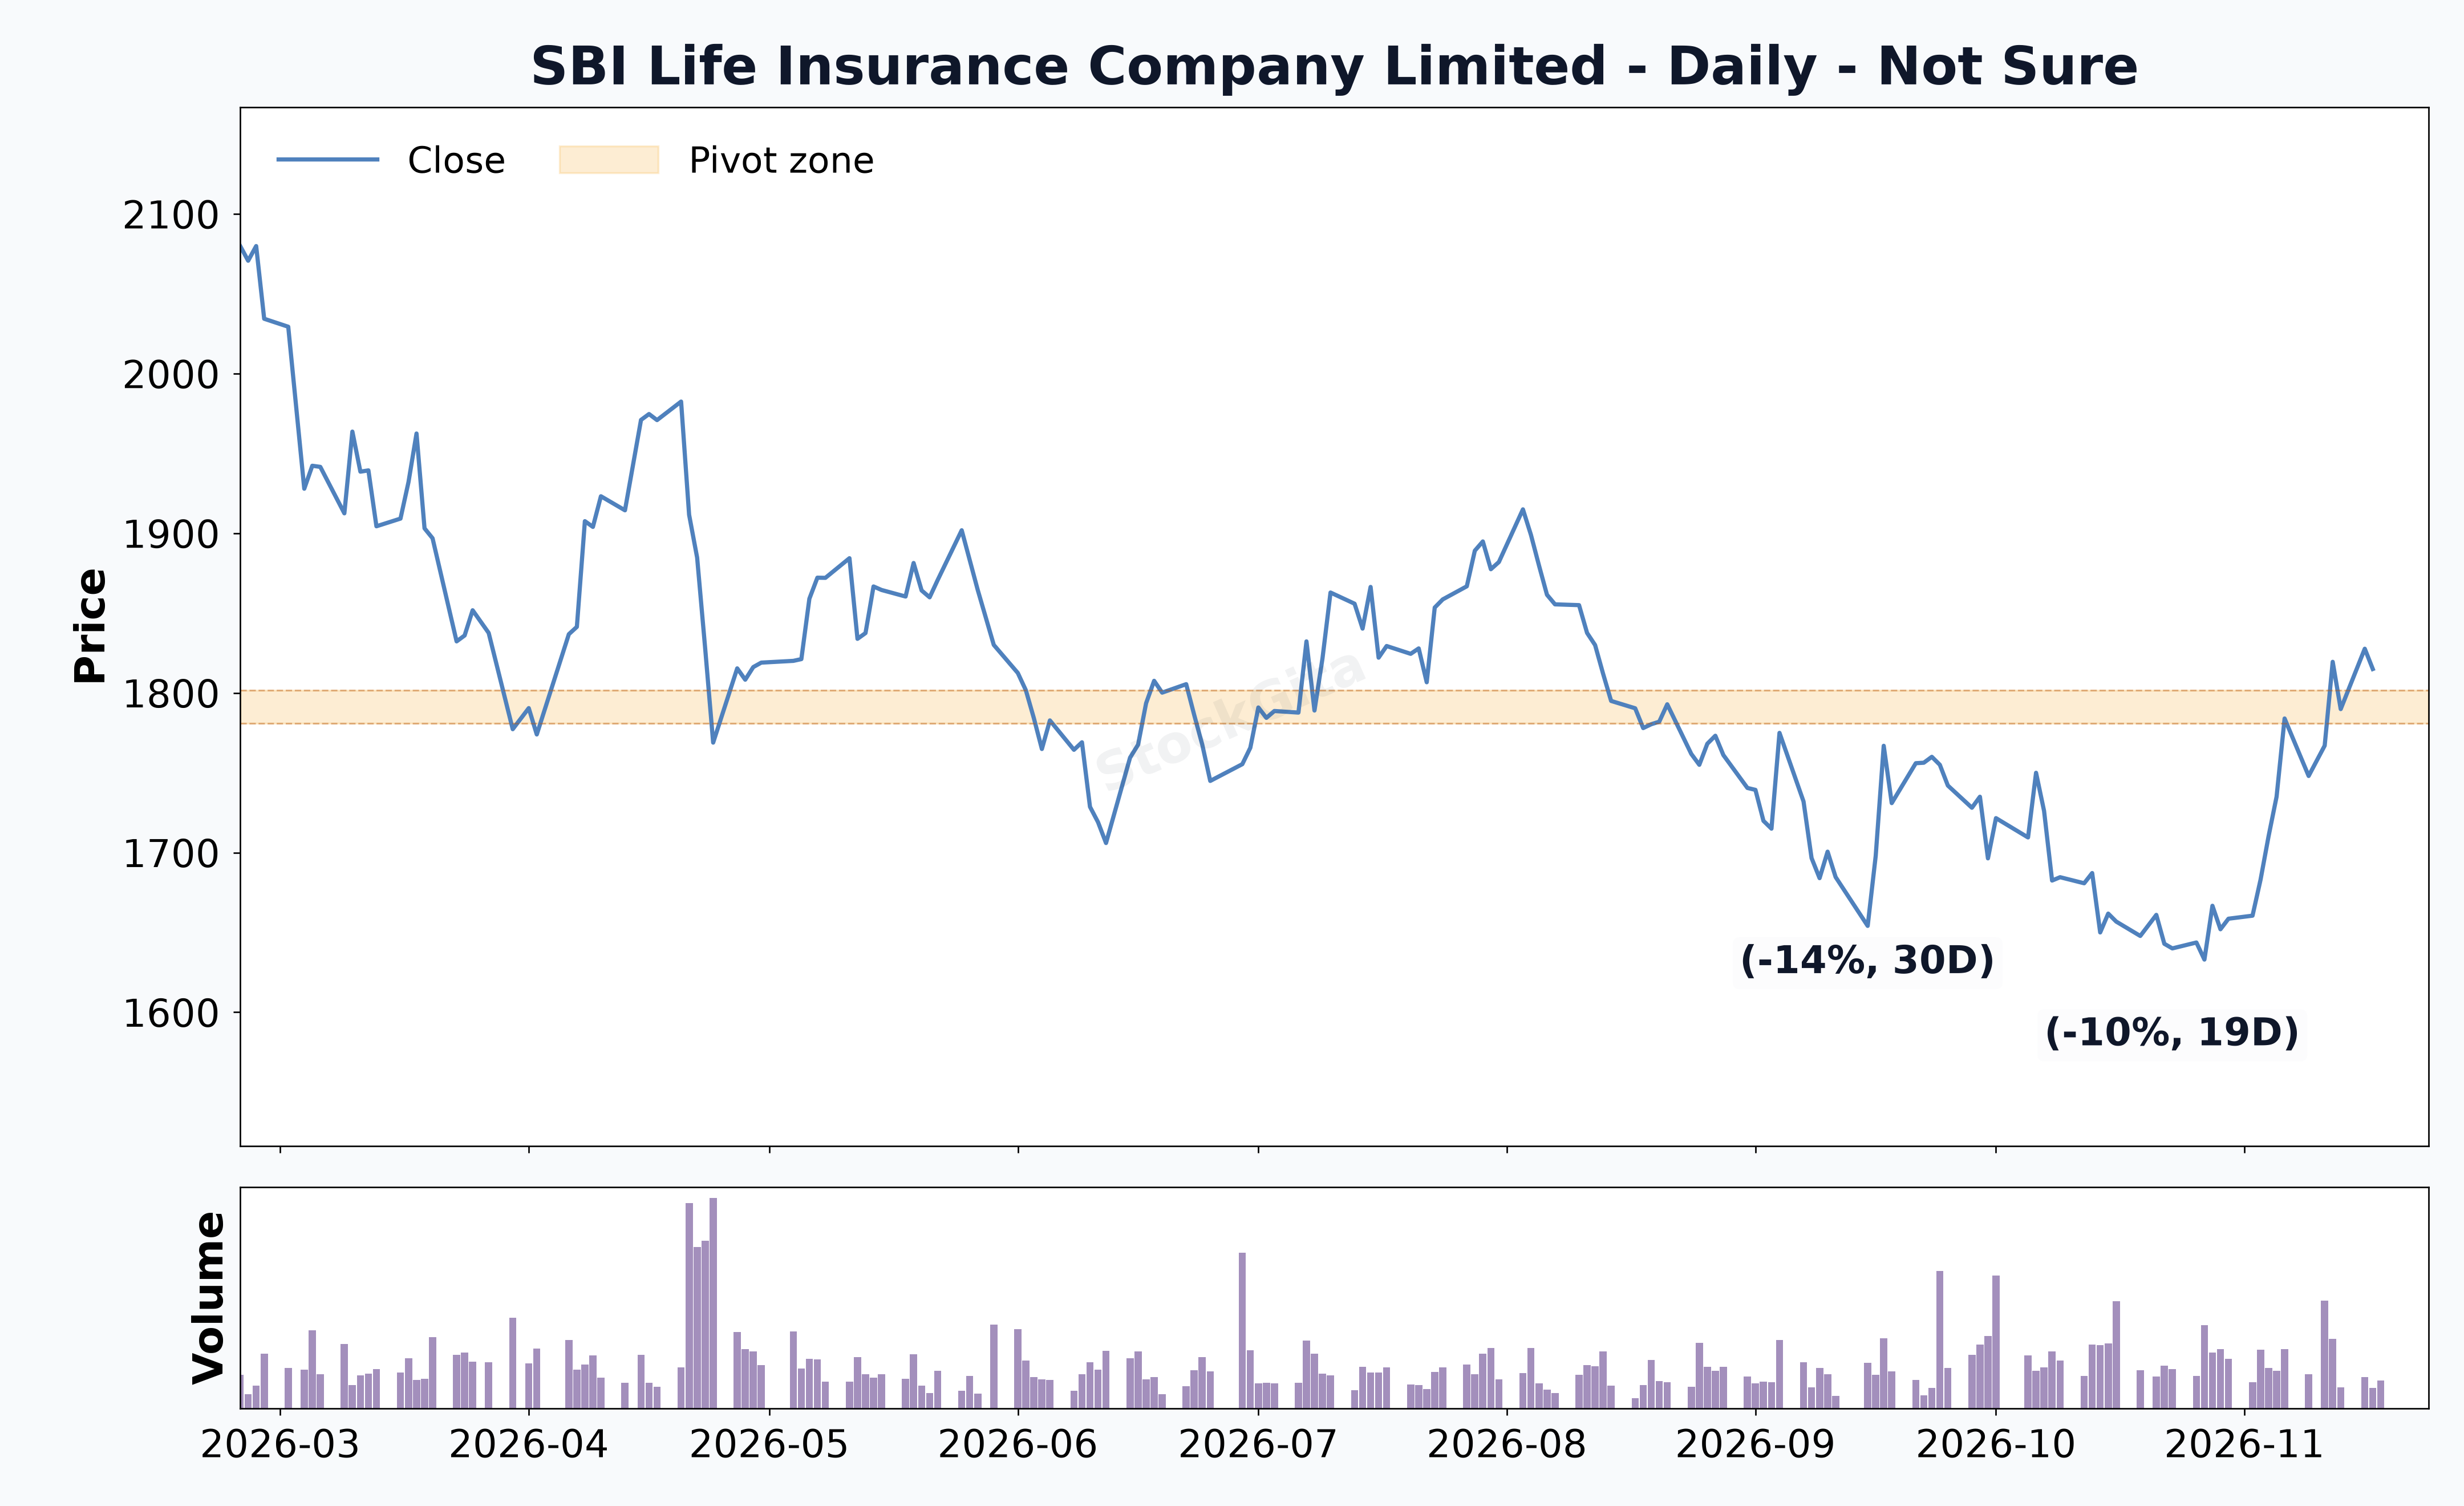 SBI Life Insurance Company Limited - Daily - Not Sure
Close
Pivot zone
2100
2000
1900
1800
1700
1600
Price
StockGita
(-14%, 30D)
(-10%, 19D)
Volume
2026-03
2026-04
2026-05
2026-06
2026-07
2026-08
2026-09
2026-10
2026-11